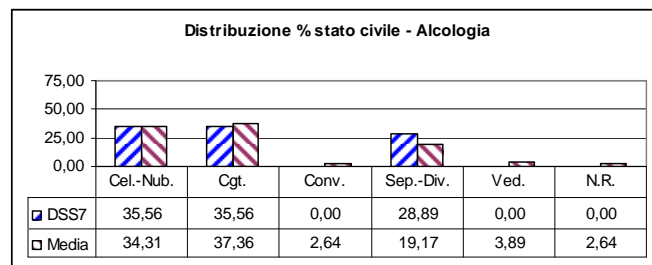 Distribuzione % stato civile - Alcologia
75,00
50,00
25,00
0,00
Cel.-Nub. Cgt. Conv. Sep.-Div. Ved. N.R.
DSS7 35,56 35,56 0,00 28,89 0,00 0,00
Media 34,31 37,36 2,64 19,17 3,89 2,64